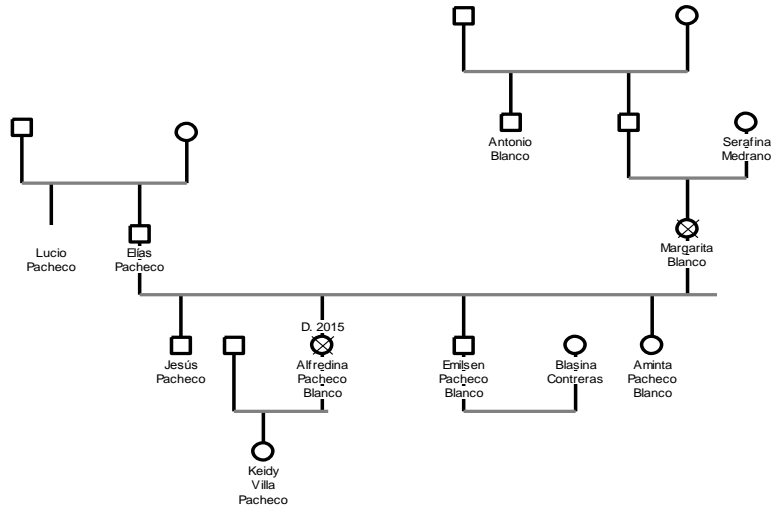 Antonio
Blanco
Serafina
Medrano
Lucio
Pacheco
Elías
Pacheco
Margarita
Blanco
D. 2015
Jesús
Pacheco
Alfredina
Pacheco
Blanco
Emilsen
Pacheco
Blanco
Blasina
Contreras
Aminta
Pacheco
Blanco
Keidy
Villa
Pacheco